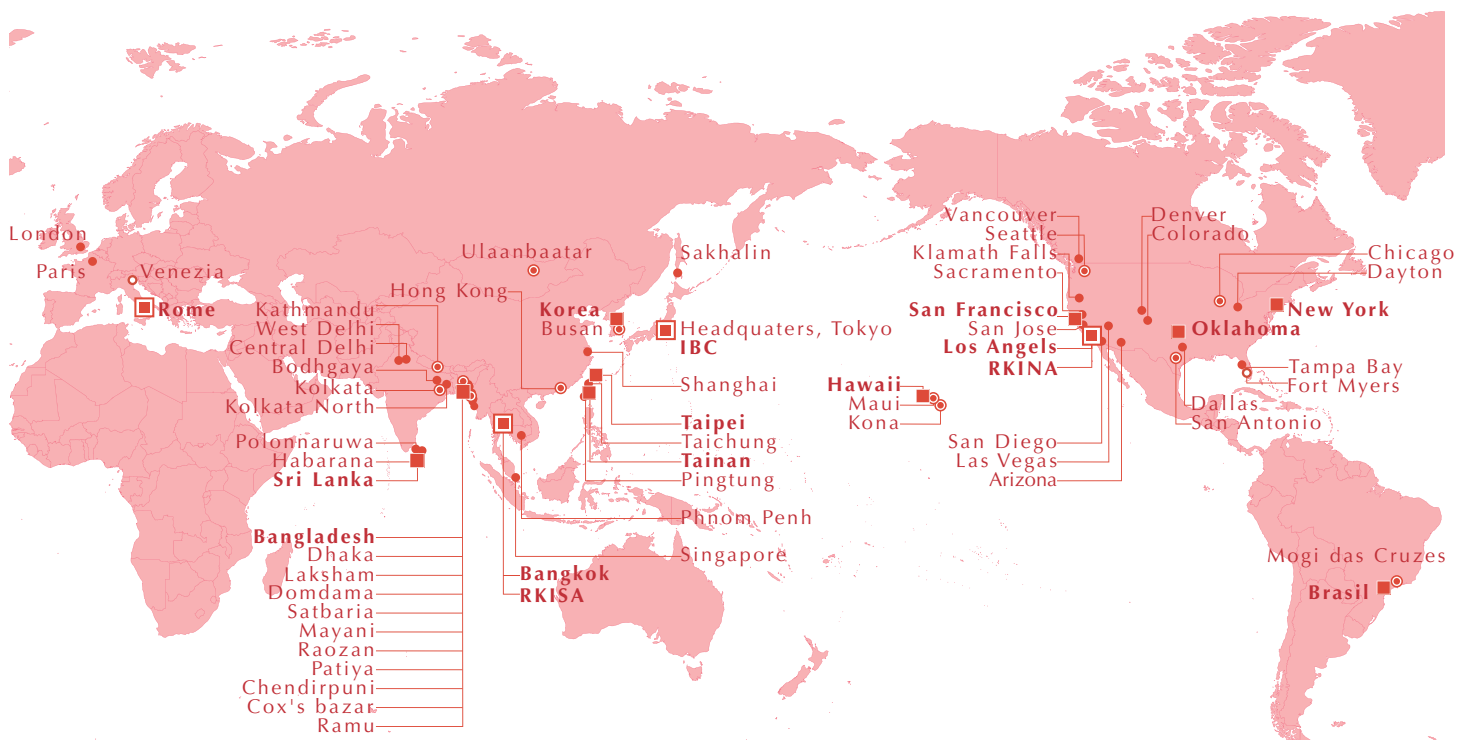 London
Paris
Venezia
Rome
Ulaanbaatar
Sakhalin
Hong Kong
Kathmandu
West Delhi
Central Delhi
Bodhgaya
Kolkata
Kolkata North
Polonnaruwa
Habarana
Sri Lanka
Bangladesh
Dhaka
Laksham
Domdama
Satbaria
Mayani
Raozan
Patiya
Chendirpuni
Cox's bazar
Ramu
Korea
Busan
Headquaters, Tokyo
IBC
Shanghai
Taipei
Taichung
Tainan
Pingtung
Phnom Penh
Singapore
Bangkok
RKISA
Vancouver
Seattle
Klamath Falls
Sacramento
San Francisco
San Jose
Los Angels
RKINA
Hawaii
Maui
Kona
San Diego
Las Vegas
Arizona
Denver
Colorado
Chicago
Dayton
New York
Oklahoma
Tampa Bay
Fort Myers
Dallas
San Antonio
Mogi das Cruzes
Brasil